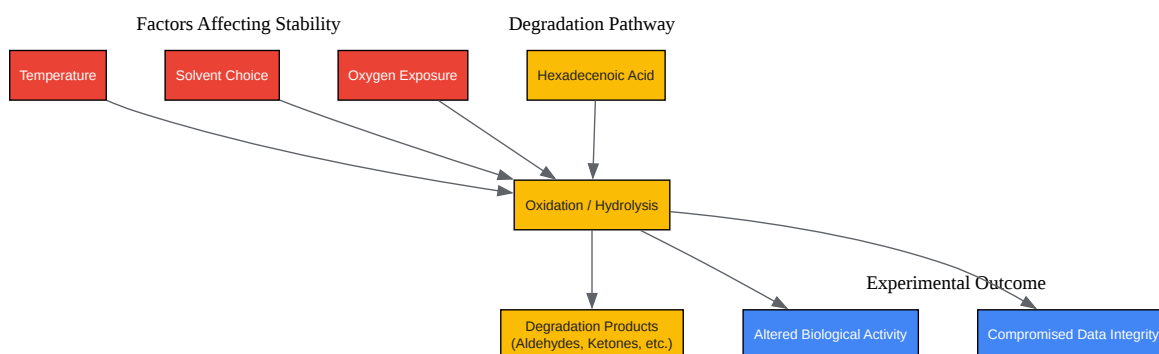 Factors Affecting Stability
Degradation Pathway
Temperature
Solvent Choice
Oxygen Exposure
Hexadecenoic Acid
Oxidation / Hydrolysis
Experimental Outcome
Degradation Products
(Aldehydes, Ketones, etc.)
Altered Biological Activity
Compromised Data Integrity